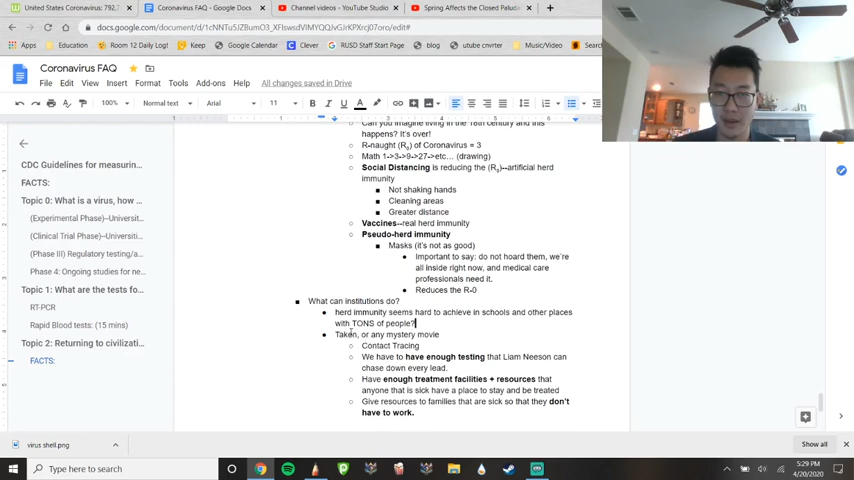 United States Coronavirus: 792,7
Coronavirus FAQ - Google Docs
Channel videos - YouTube Studio
Spring Affects the Closed Paluda
docs.google.com/document/d/1cNNTu5JZBumO3_XFIswsdVlMYQQvJGrKPXrcj07oro/edit#
Apps
Education
Room 12 Daily Log!
Keep
Calendar
Clever
RUSD Start Page
blog
utube cnvrter
Music/Video
Coronavirus FAQ
File Edit View Insert Format Tools Add-ons Help All changes saved in Drive
100% Normal text Arial 11
1 1 2 3 4 5 6 7
CDC Guidelines for measurin...
FACTS:
Topic 0: What is a virus, how ...
(Experimental Phase)--Universit...
(Clinical Trial Phase)--Universit...
(Phase III) Regulatory testing/a...
Phase 4: Ongoing studies for ne...
Topic 1: What are the tests fo...
RT-PCR
Rapid Blood tests: (15 mins)
Topic 2: Returning to civilizati...
FACTS:
Can you imagine living in the 18th century and this
happens? It's over!
R-naught (R0) of Coronavirus = 3
Math 1->3->9->27->etc... (drawing)
Social Distancing is reducing the (R0)--artificial herd
immunity
Not shaking hands
Cleaning areas
Greater distance
Vaccines--real herd immunity
Pseudo-herd immunity
Masks (it's not as good)
Important to say: do not hoard them, we're
all inside right now, and medical care
professionals need it.
Reduces the R-0
What can institutions do?
herd immunity seems hard to achieve in schools and other places
with TONS of people?
Taken, or any mystery movie
Contact Tracing
We have to have enough testing that Liam Neeson can
chase down every lead.
Have enough treatment facilities + resources that
anyone that is sick have a place to stay and be treated
Give resources to families that are sick so that they don't
have to work.
virus shell.png
Show all
Type here to search
5:29 PM
4/20/2020